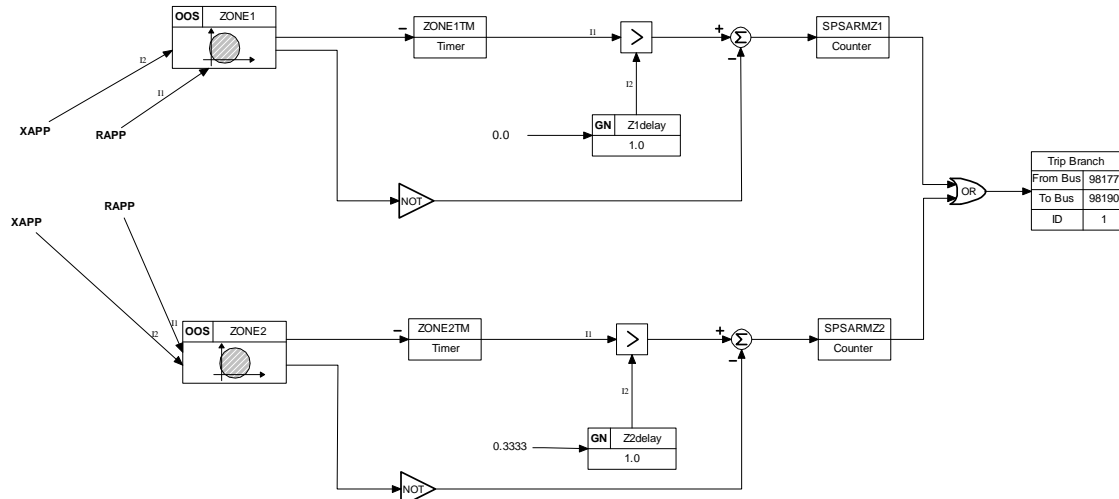 OOS ZONE1
I2
I1
XAPP
RAPP
ZONE1TM
Timer
I1
>
I2
GN Z1delay
1.0
0.0
+
Σ
SPSARMZ1
Counter
NOT
OR
Trip Branch
From Bus 98177
To Bus 98190
ID 1
RAPP
XAPP
I1
I2
OOS ZONE2
ZONE2TM
Timer
I1
>
I2
GN Z2delay
1.0
0.3333
+
Σ
SPSARMZ2
Counter
NOT